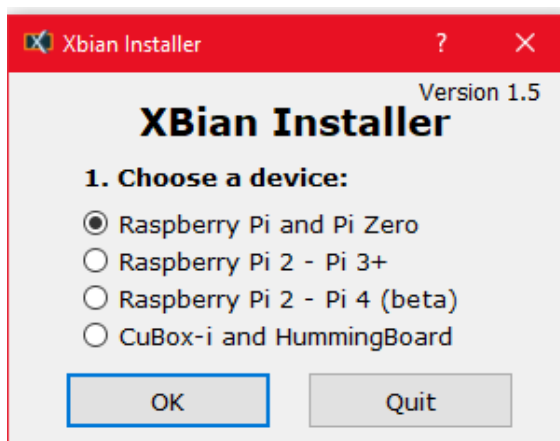 Xbian Installer
Version 1.5
XBian Installer
1. Choose a device:
Raspberry Pi and Pi Zero
Raspberry Pi 2 - Pi 3+
Raspberry Pi 2 - Pi 4 (beta)
CuBox-i and HummingBoard
OK Quit